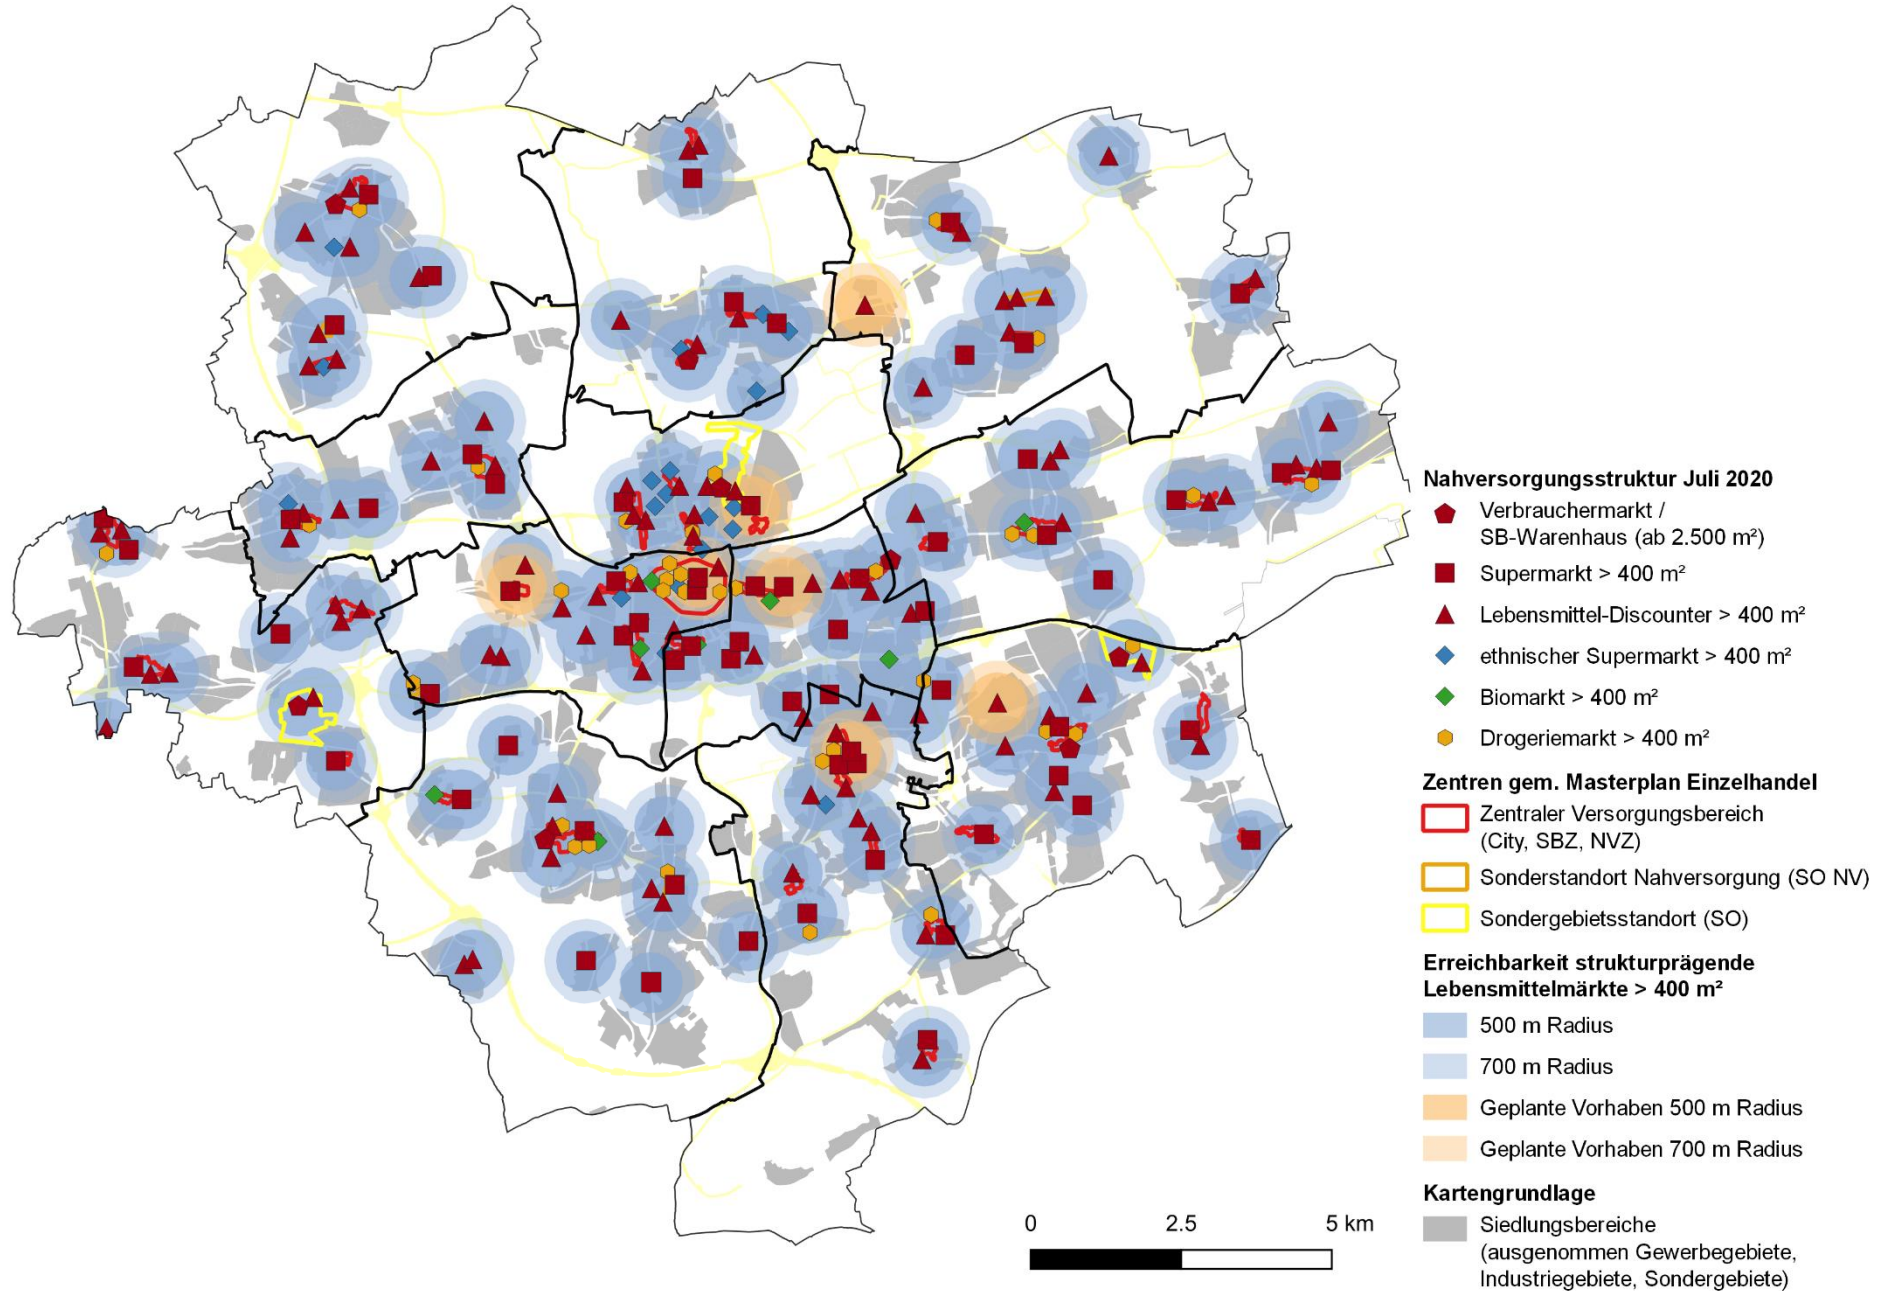 Nahversorgungsstruktur Juli 2020
Verbrauchermarkt /
SB-Warenhaus (ab 2.500 m²)
Supermarkt > 400 m²
Lebensmittel-Discounter > 400 m²
ethnischer Supermarkt > 400 m²
Biomarkt > 400 m²
Drogeriemarkt > 400 m²
Zentren gem. Masterplan Einzelhandel
Zentraler Versorgungsbereich
(City, SBZ, NVZ)
Sonderstandort Nahversorgung (SO NV)
Sondergebietsstandort (SO)
Erreichbarkeit strukturprägende
Lebensmittelmärkte > 400 m²
500 m Radius
700 m Radius
Geplante Vorhaben 500 m Radius
Geplante Vorhaben 700 m Radius
Kartengrundlage
Siedlungsbereiche
(ausgenommen Gewerbegebiete,
Industriegebiete, Sondergebiete)
0 2.5 5 km